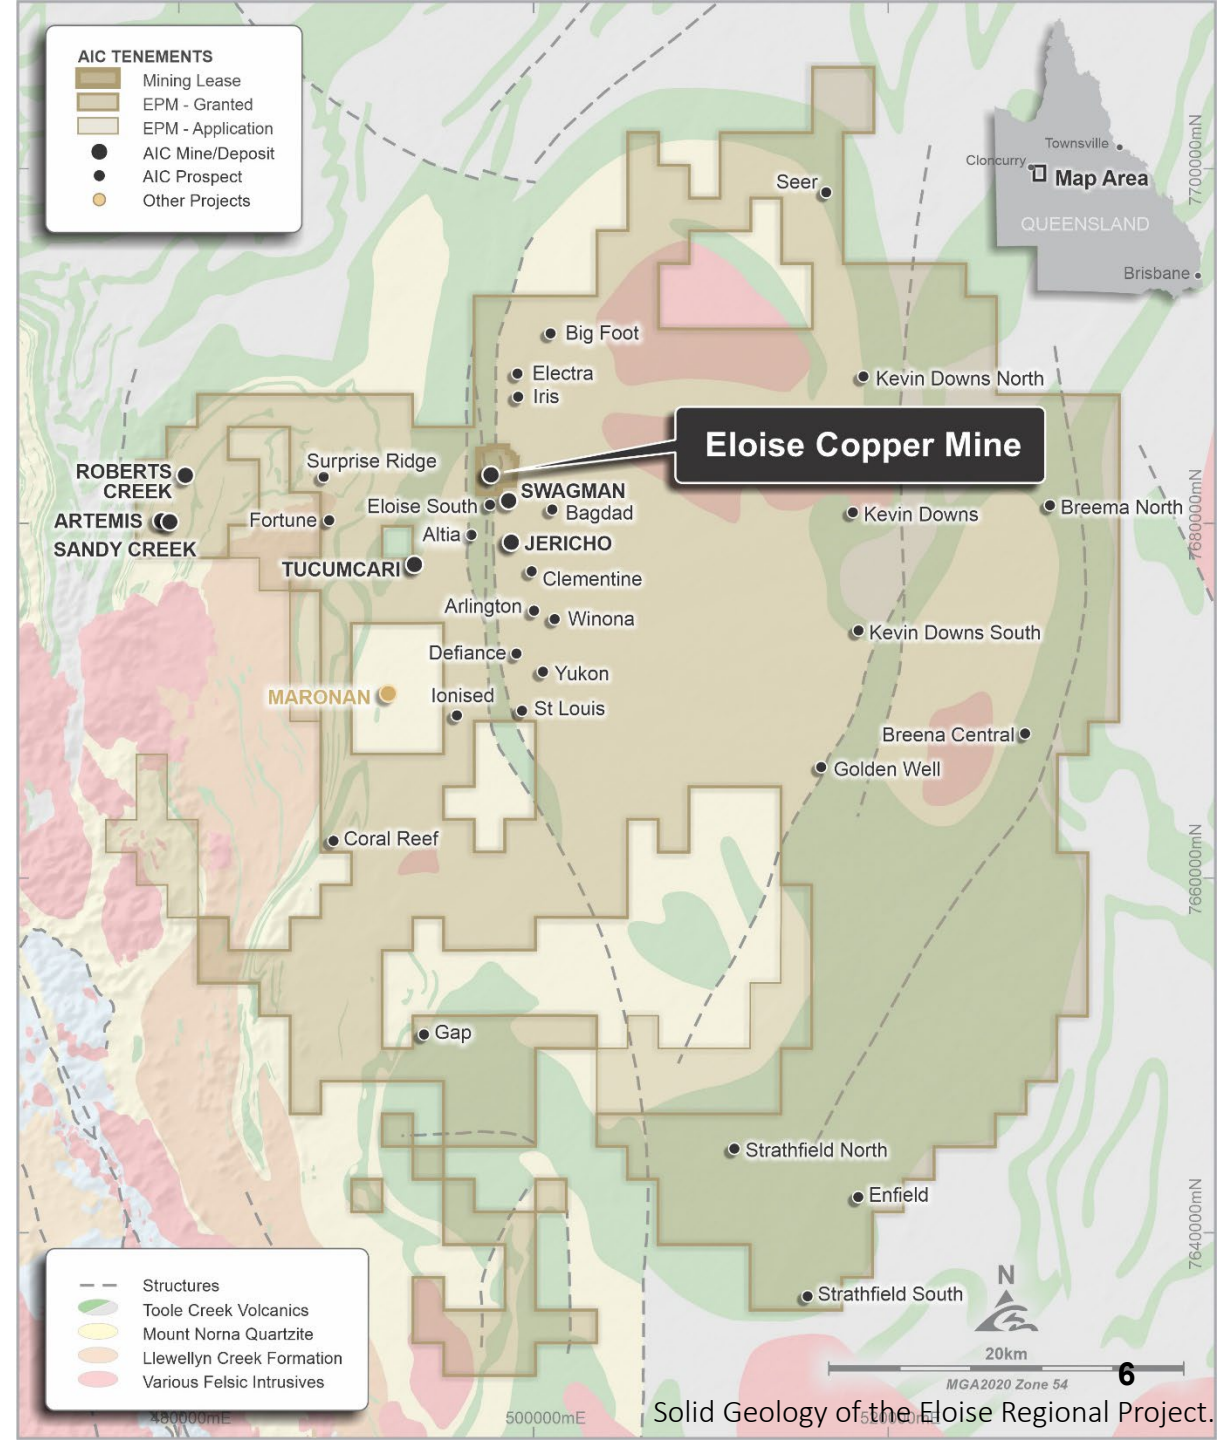 AIC TENEMENTS
Mining Lease
EPM - Granted
EPM - Application
AIC Mine/Deposit
AIC Prospect
Other Projects
7700000mN
Townsville
Cloncurry
Map Area
QUEENSLAND
Brisbane
Seer
Big Foot
Electra
Iris
Kevin Downs North
Eloise Copper Mine
ROBERTS
CREEK
Surprise Ridge
SWAGMAN
Eloise South
Bagdad
Kevin Downs
Breema North
7680000mN
ARTEMIS
Fortune
Altia
JERICHO
SANDY CREEK
TUCUMCARI
Clementine
Arlington
Winona
Kevin Downs South
Defiance
Yukon
MARONAN
Ionised
St Louis
Breena Central
Golden Well
Coral Reef
7660000mN
Gap
Strathfield North
Enfield
7640000mN
Strathfield South
Structures
Toole Creek Volcanics
Mount Norna Quartzite
Llewellyn Creek Formation
Various Felsic Intrusives
N
20km
MGA2020 Zone 54
6
480000mE
500000mE
520000mE
Solid Geology of the Eloise Regional Project.